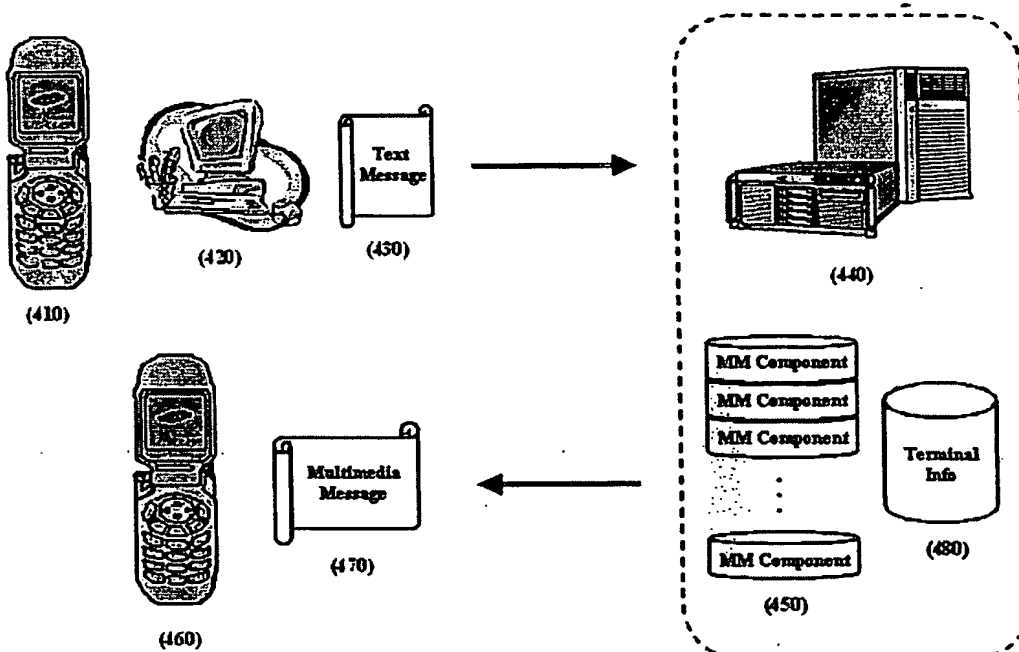 Text
Message
(410)
(420)
(430)
(440)
MM Component
MM Component
MM Component
MM Component
(450)
Terminal
Info
(480)
Multimedia
Message
(470)
(460)